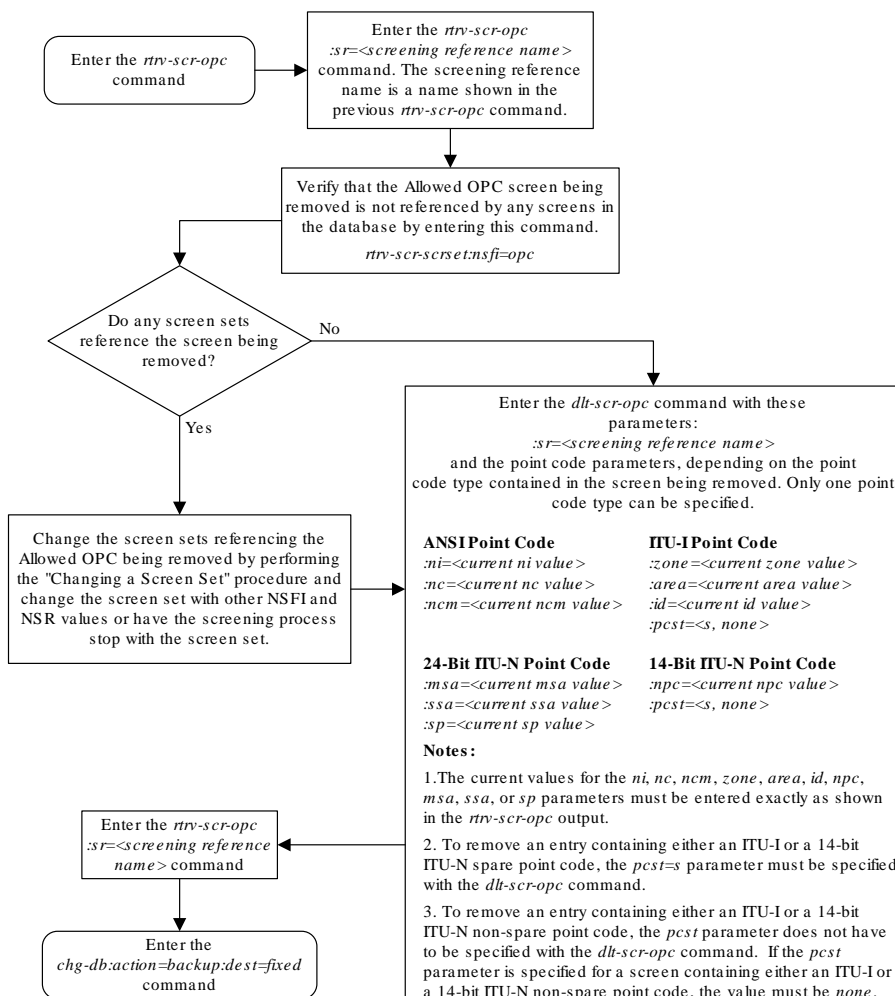 Enter the rtrv-scr-opc
command
Enter the rtrv-scr-opc
:sr=<screening reference name>
command. The screening reference
name is a name shown in the
previous rtrv-scr-opc command.
Verify that the Allowed OPC screen being
removed is not referenced by any screens in
the database by entering this command.
rtrv-scr-scrset:nsfi=opc
Do any screen sets
reference the screen being
removed?
No
Yes
Change the screen sets referencing the
Allowed OPC being removed by performing
the "Changing a Screen Set" procedure and
change the screen set with other NSFI and
NSR values or have the screening process
stop with the screen set.
Enter the dlt-scr-opc command with these
parameters:
:sr=<screening reference name>
and the point code parameters, depending on the point
code type contained in the screen being removed. Only one point
code type can be specified.
ANSI Point Code
:ni=<current ni value>
:nc=<current nc value>
:ncm=<current ncm value>
ITU-I Point Code
:zone=<current zone value>
:area=<current area value>
:id=<current id value>
:pcst=<s, none>
24-Bit ITU-N Point Code
:msa=<current msa value>
:ssa=<current ssa value>
:sp=<current sp value>
14-Bit ITU-N Point Code
:npc=<current npc value>
:pcst=<s, none>
Notes:
1.The current values for the ni, nc, ncm, zone, area, id, npc,
msa, ssa, or sp parameters must be entered exactly as shown
in the rtrv-scr-opc output.
2. To remove an entry containing either an ITU-I or a 14-bit
ITU-N spare point code, the pcst=s parameter must be specified
with the dlt-scr-opc command.
3. To remove an entry containing either an ITU-I or a 14-bit
ITU-N non-spare point code, the pcst parameter does not have
to be specified with the dlt-scr-opc command. If the pcst
parameter is specified for a screen containing either an ITU-I or
a 14-bit ITU-N non-spare point code, the value must be none.
Enter the rtrv-scr-opc
:sr=<screening reference
name> command
Enter the
chg-db:action=backup:dest=fixed
command